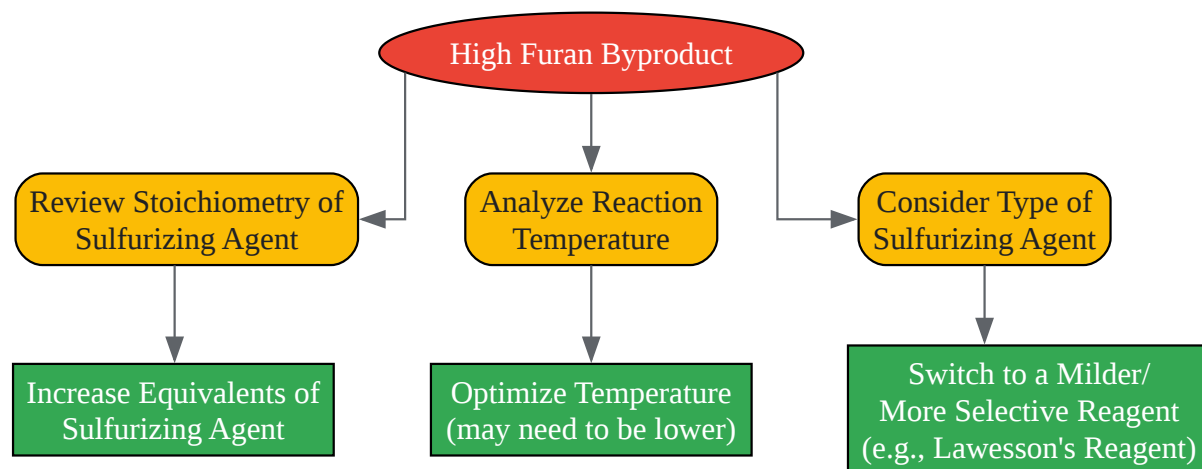 High Furan Byproduct
Review Stoichiometry of
Sulfurizing Agent
Analyze Reaction
Temperature
Consider Type of
Sulfurizing Agent
Increase Equivalents of
Sulfurizing Agent
Optimize Temperature
(may need to be lower)
Switch to a Milder/
More Selective Reagent
(e.g., Lawesson's Reagent)